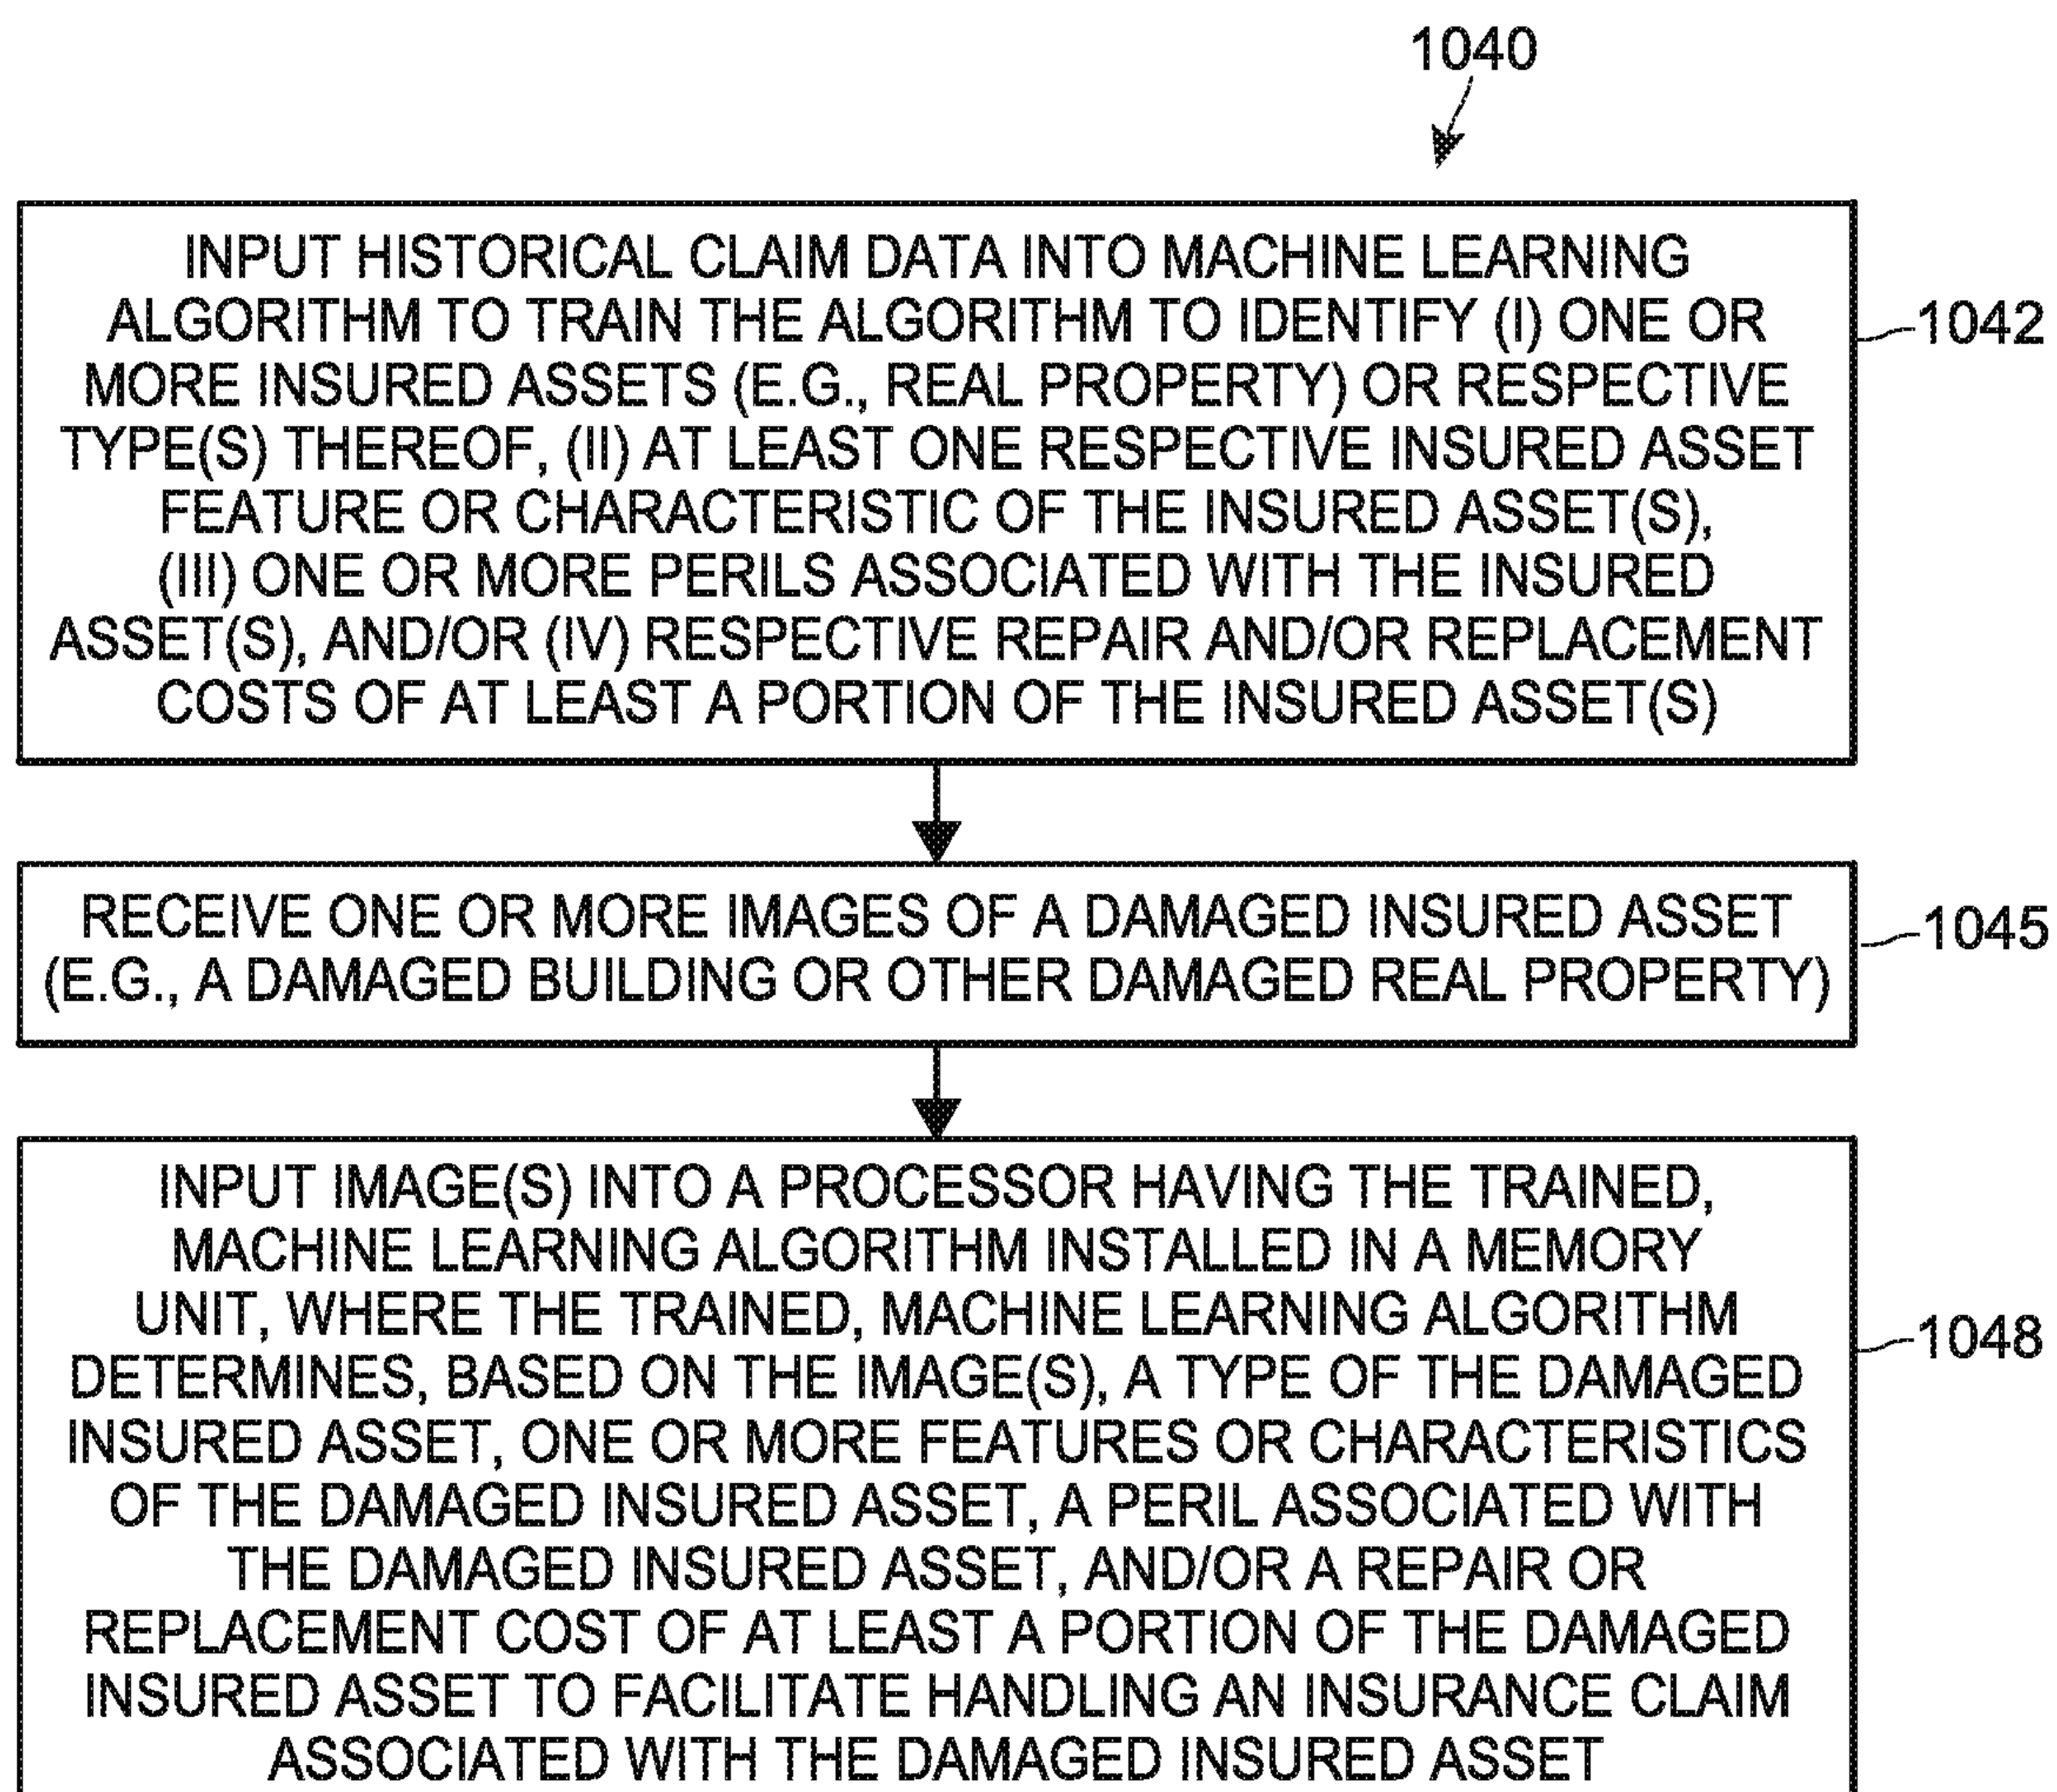 1040
INPUT HISTORICAL CLAIM DATA INTO MACHINE LEARNING
ALGORITHM TO TRAIN THE ALGORITHM TO IDENTIFY (I) ONE OR
MORE INSURED ASSETS (E.G., REAL PROPERTY) OR RESPECTIVE
TYPE(S) THEREOF, (II) AT LEAST ONE RESPECTIVE INSURED ASSET
FEATURE OR CHARACTERISTIC OF THE INSURED ASSET(S),
(III) ONE OR MORE PERILS ASSOCIATED WITH THE INSURED
ASSET(S), AND/OR (IV) RESPECTIVE REPAIR AND/OR REPLACEMENT
COSTS OF AT LEAST A PORTION OF THE INSURED ASSET(S)
1042
RECEIVE ONE OR MORE IMAGES OF A DAMAGED INSURED ASSET
(E.G., A DAMAGED BUILDING OR OTHER DAMAGED REAL PROPERTY)
1045
INPUT IMAGE(S) INTO A PROCESSOR HAVING THE TRAINED,
MACHINE LEARNING ALGORITHM INSTALLED IN A MEMORY
UNIT, WHERE THE TRAINED, MACHINE LEARNING ALGORITHM
DETERMINES, BASED ON THE IMAGE(S), A TYPE OF THE DAMAGED
INSURED ASSET, ONE OR MORE FEATURES OR CHARACTERISTICS
OF THE DAMAGED INSURED ASSET, A PERIL ASSOCIATED WITH
THE DAMAGED INSURED ASSET, AND/OR A REPAIR OR
REPLACEMENT COST OF AT LEAST A PORTION OF THE DAMAGED
INSURED ASSET TO FACILITATE HANDLING AN INSURANCE CLAIM
ASSOCIATED WITH THE DAMAGED INSURED ASSET
1048